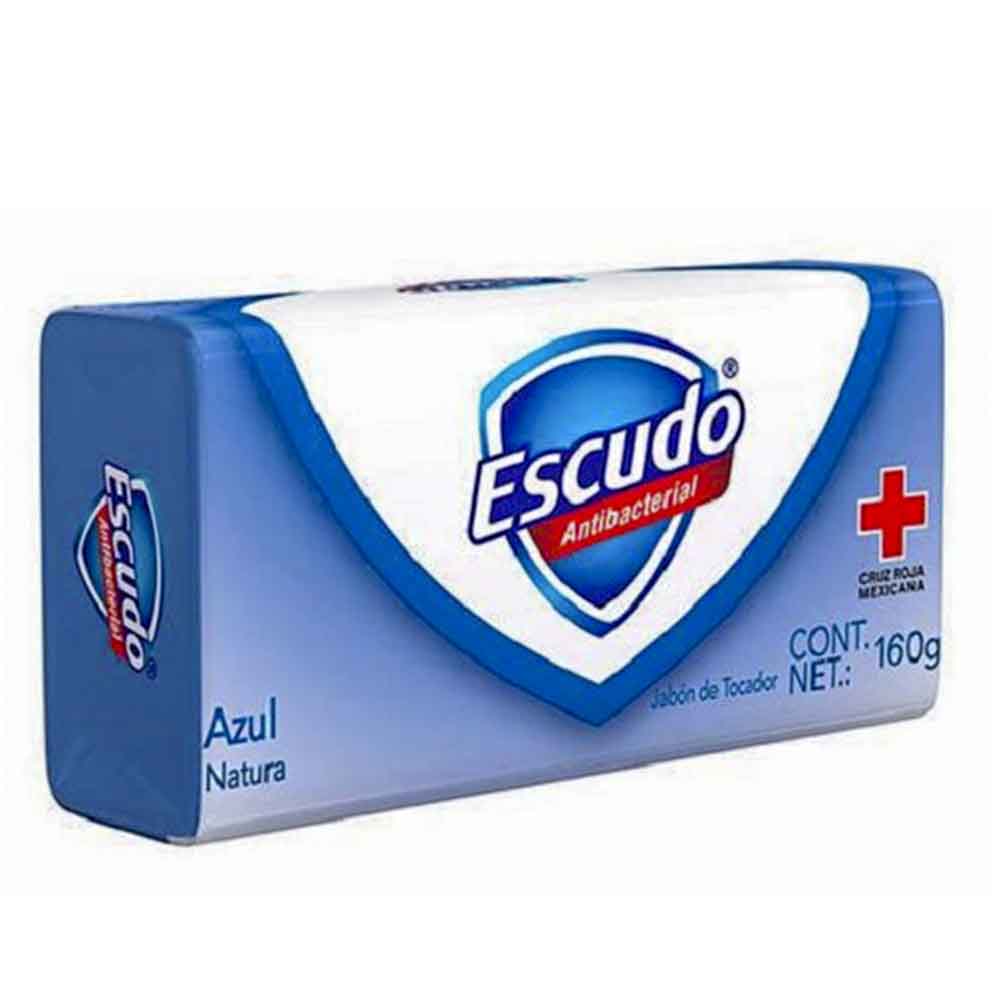 Escudo®
Antibacterial
Escudo®
Antibacterial
CRUZ ROJA
MEXICANA
CONT.
NET.: 160g
Jabón de Tocador
Azul
Natura